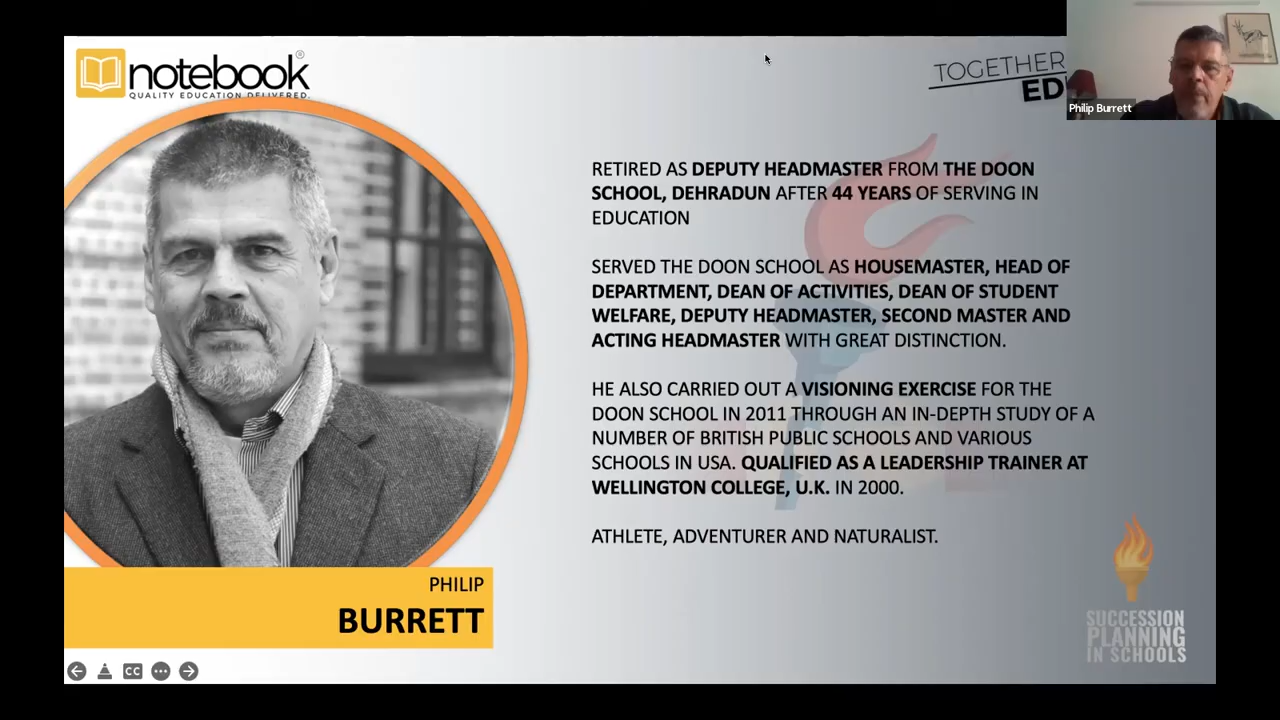 notebook®
QUALITY EDUCATION DELIVERED.
TOGETHER
ED
Philip Burrett
RETIRED AS DEPUTY HEADMASTER FROM THE DOON
SCHOOL, DEHRADUN AFTER 44 YEARS OF SERVING IN
EDUCATION
SERVED THE DOON SCHOOL AS HOUSEMASTER, HEAD OF
DEPARTMENT, DEAN OF ACTIVITIES, DEAN OF STUDENT
WELFARE, DEPUTY HEADMASTER, SECOND MASTER AND
ACTING HEADMASTER WITH GREAT DISTINCTION.
HE ALSO CARRIED OUT A VISIONING EXERCISE FOR THE
DOON SCHOOL IN 2011 THROUGH AN IN-DEPTH STUDY OF A
NUMBER OF BRITISH PUBLIC SCHOOLS AND VARIOUS
SCHOOLS IN USA. QUALIFIED AS A LEADERSHIP TRAINER AT
WELLINGTON COLLEGE, U.K. IN 2000.
ATHLETE, ADVENTURER AND NATURALIST.
PHILIP
BURRETT
SUCCESSION
PLANNING
IN SCHOOLS
CC